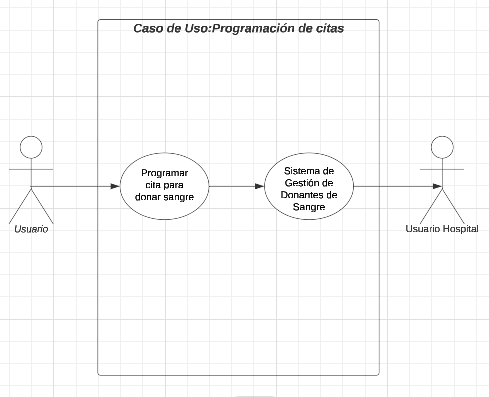 Caso de Uso:Programación de citas
Programar
cita para
donar sangre
Sistema de
Gestión de
Donantes de
Sangre
Usuario
Usuario Hospital